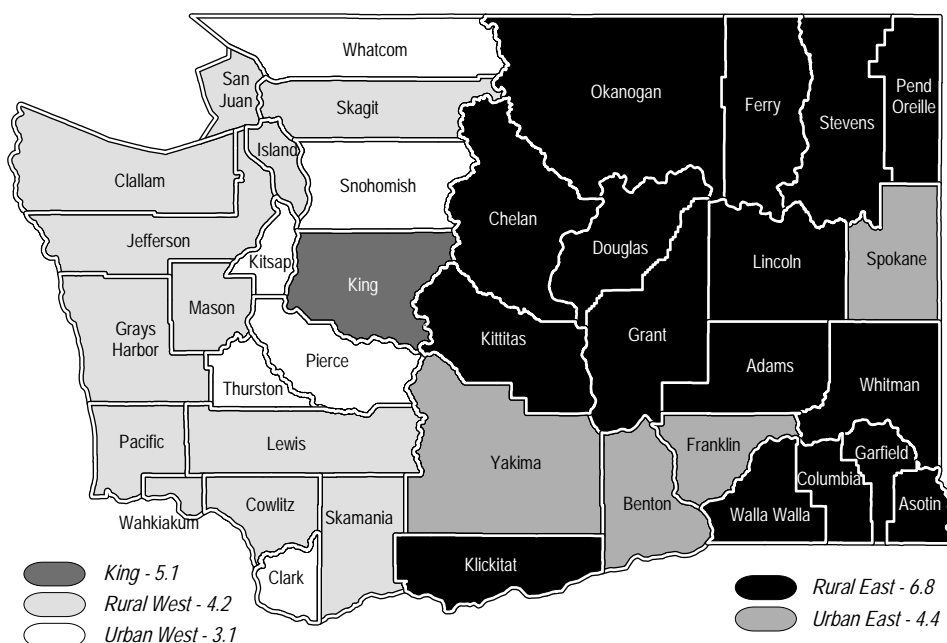 Whatcom
San
Juan
Skagit
Okanogan
Ferry
Stevens
Pend
Oreille
Island
Clallam
Snohomish
Chelan
Jefferson
Douglas
Kitsap
King
Lincoln
Spokane
Mason
Grays
Harbor
Kittitas
Grant
Pierce
Adams
Thurston
Whitman
Pacific
Lewis
Franklin
Garfield
Yakima
Columbia
Cowlitz
Skamania
Benton
Wahkiakum
Walla Walla
Asotin
Klickitat
Clark
King - 5.1
Rural West - 4.2
Urban West - 3.1
Rural East - 6.8
Urban East - 4.4